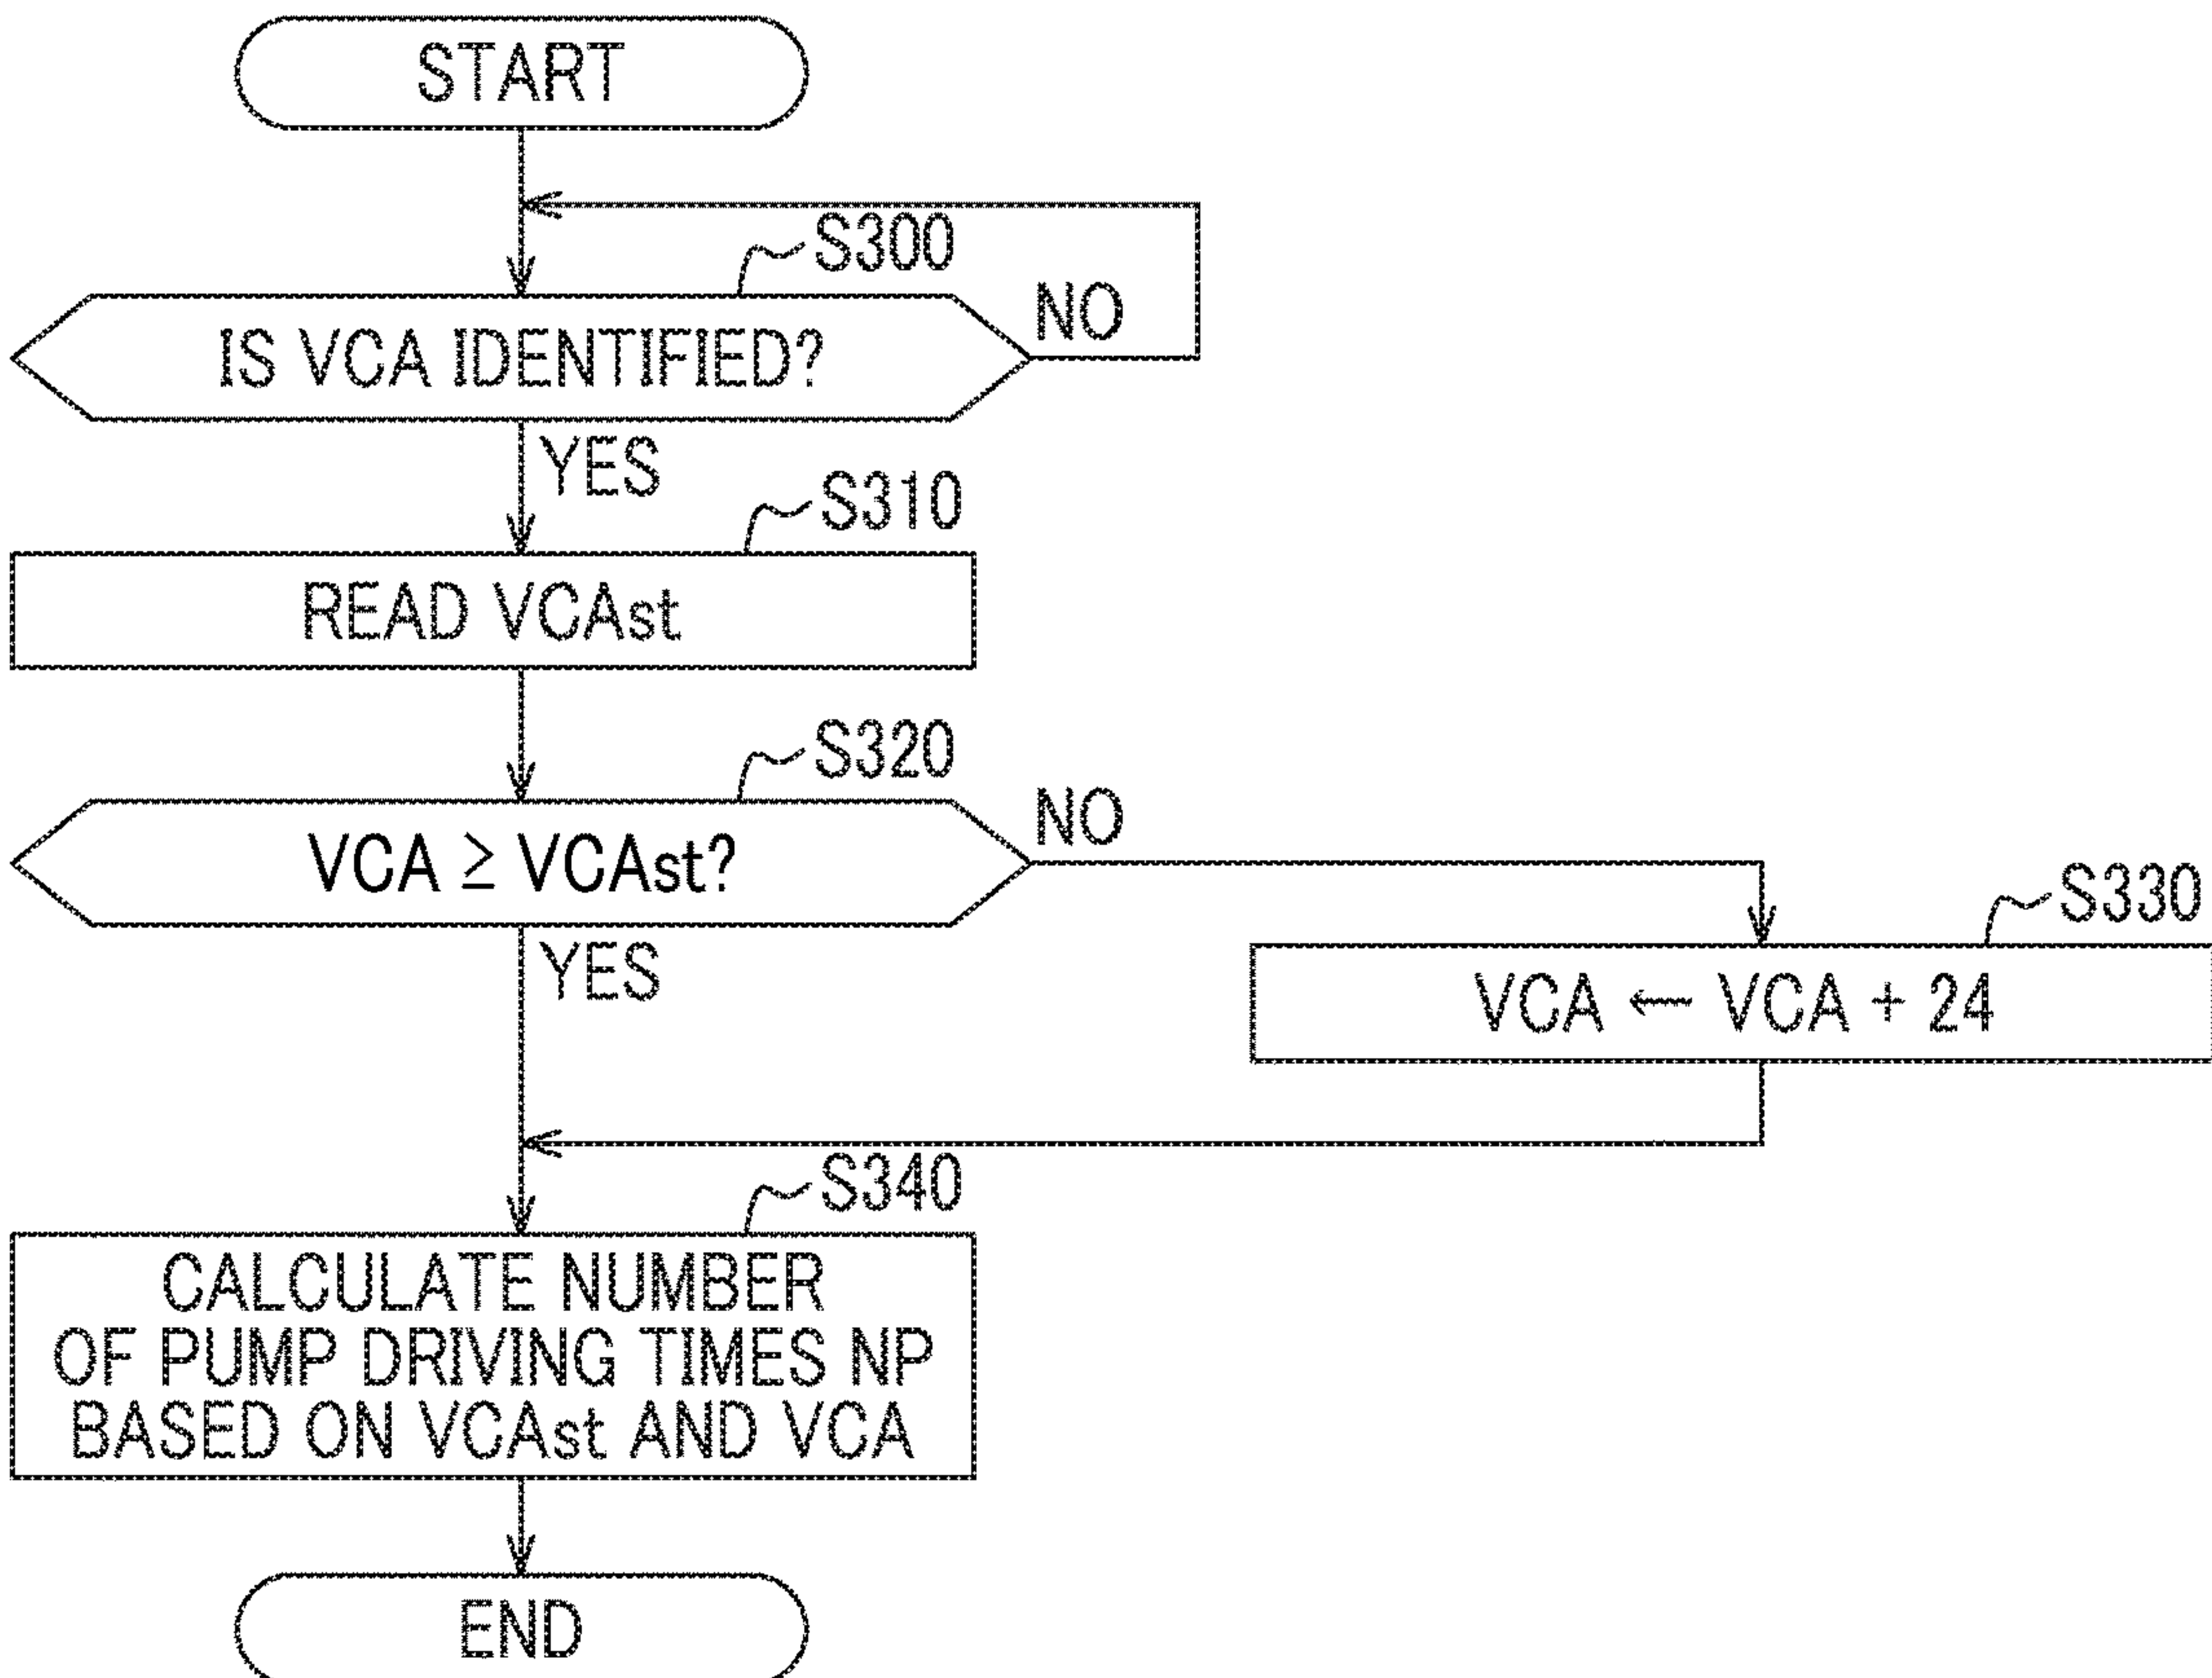 START
S300
IS VCA IDENTIFIED?
NO
YES
S310
READ VCAst
S320
VCA ≧ VCAst?
NO
YES
S330
VCA ← VCA + 24
S340
CALCULATE NUMBER
OF PUMP DRIVING TIMES NP
BASED ON VCAst AND VCA
END